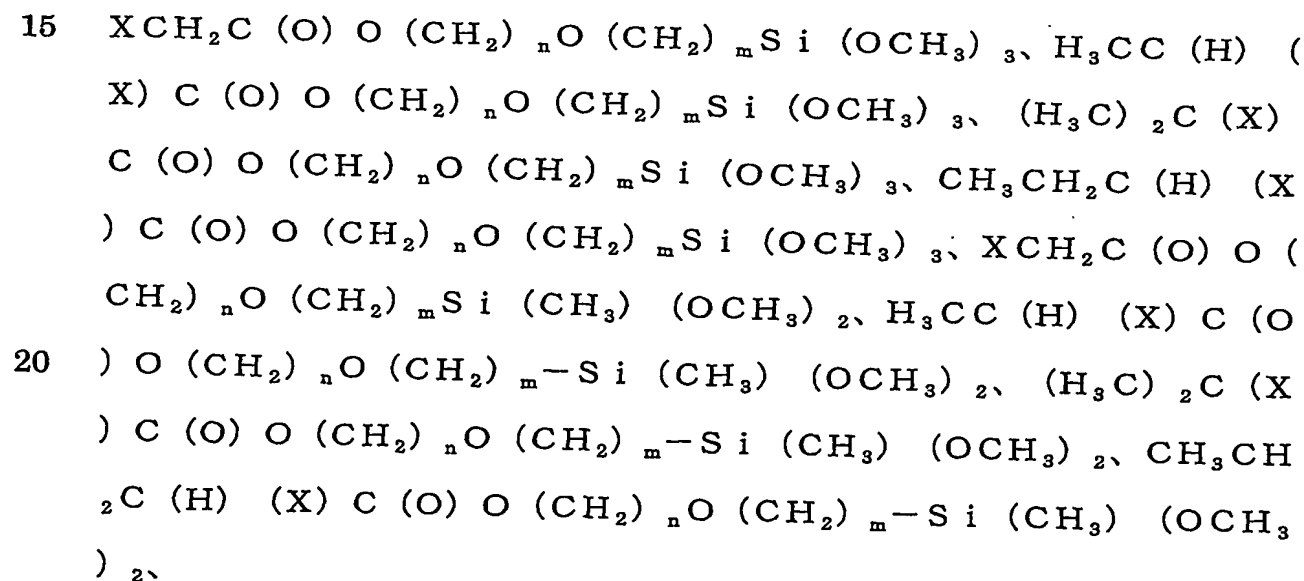 15 XCH₂C (O) O (CH₂) ₙO (CH₂) ₘSi (OCH₃) ₃、H₃CC (H) (
X) C (O) O (CH₂) ₙO (CH₂) ₘSi (OCH₃) ₃、 (H₃C) ₂C (X)
C (O) O (CH₂) ₙO (CH₂) ₘSi (OCH₃) ₃、CH₃CH₂C (H) (X
) C (O) O (CH₂) ₙO (CH₂) ₘSi (OCH₃) ₃、XCH₂C (O) O (
CH₂) ₙO (CH₂) ₘSi (CH₃) (OCH₃) ₂、H₃CC (H) (X) C (O
20 ) O (CH₂) ₙO (CH₂) ₘ−Si (CH₃) (OCH₃) ₂、 (H₃C) ₂C (X
) C (O) O (CH₂) ₙO (CH₂) ₘ−Si (CH₃) (OCH₃) ₂、CH₃CH
₂C (H) (X) C (O) O (CH₂) ₙO (CH₂) ₘ−Si (CH₃) (OCH₃
) ₂、